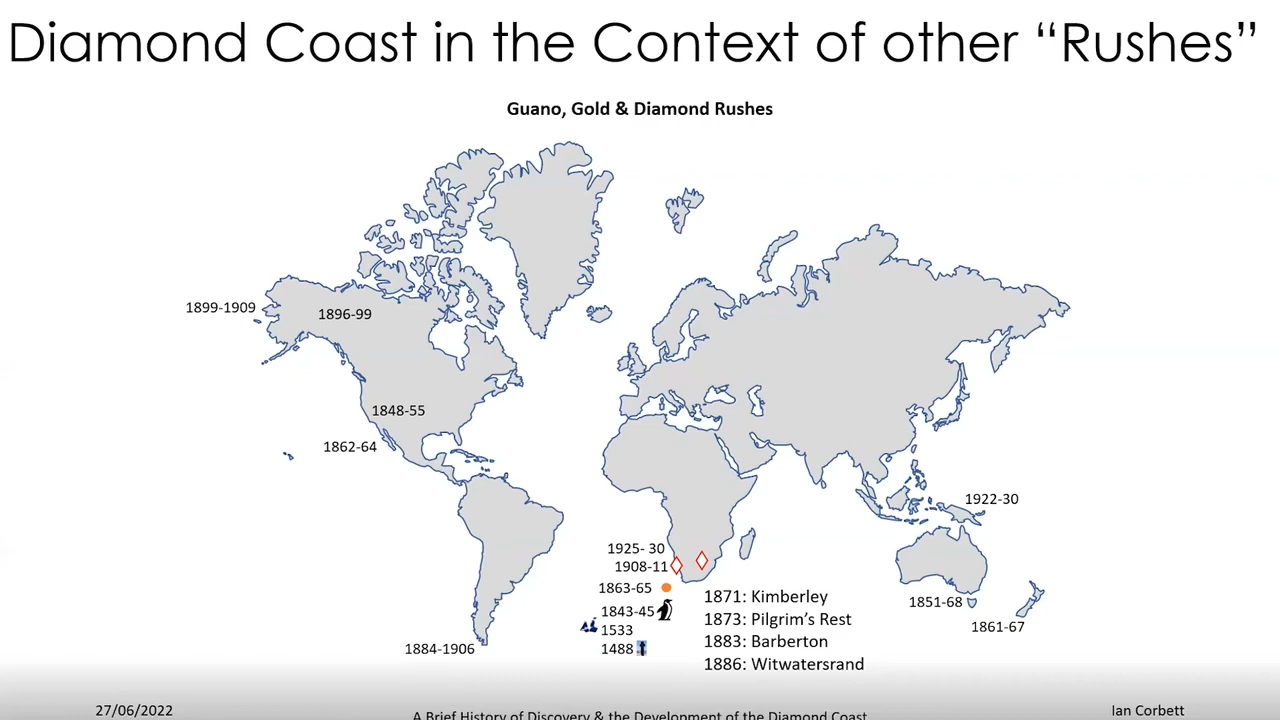 Diamond Coast in the Context of other “Rushes”
Guano, Gold & Diamond Rushes
1899-1909
1896-99
1848-55
1862-64
1922-30
1925- 30
1908-11
1863-65
1843-45
1533
1488
1884-1906
1871: Kimberley
1873: Pilgrim’s Rest
1883: Barberton
1886: Witwatersrand
1851-68
1861-67
27/06/2022
A Brief History of Discovery & the Development of the Diamond Coast
Ian Corbett